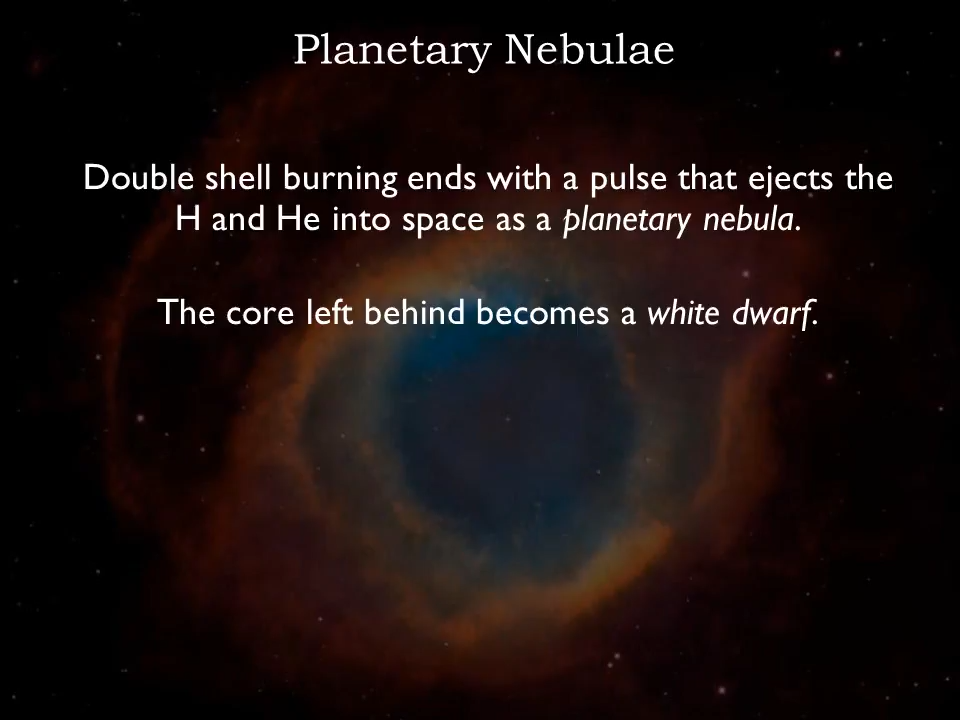 Planetary Nebulae
Double shell burning ends with a pulse that ejects the
H and He into space as a planetary nebula.
The core left behind becomes a white dwarf.